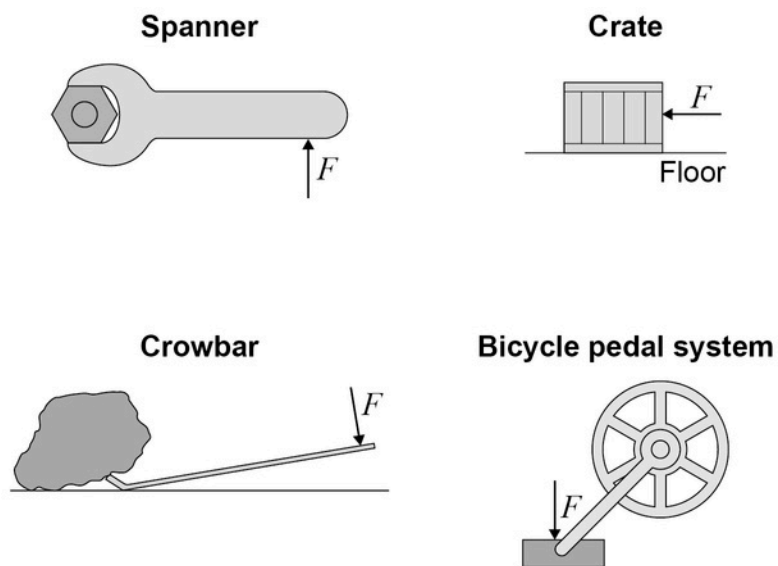 Spanner
F
Crate
F
Floor
Crowbar
F
Bicycle pedal system
F